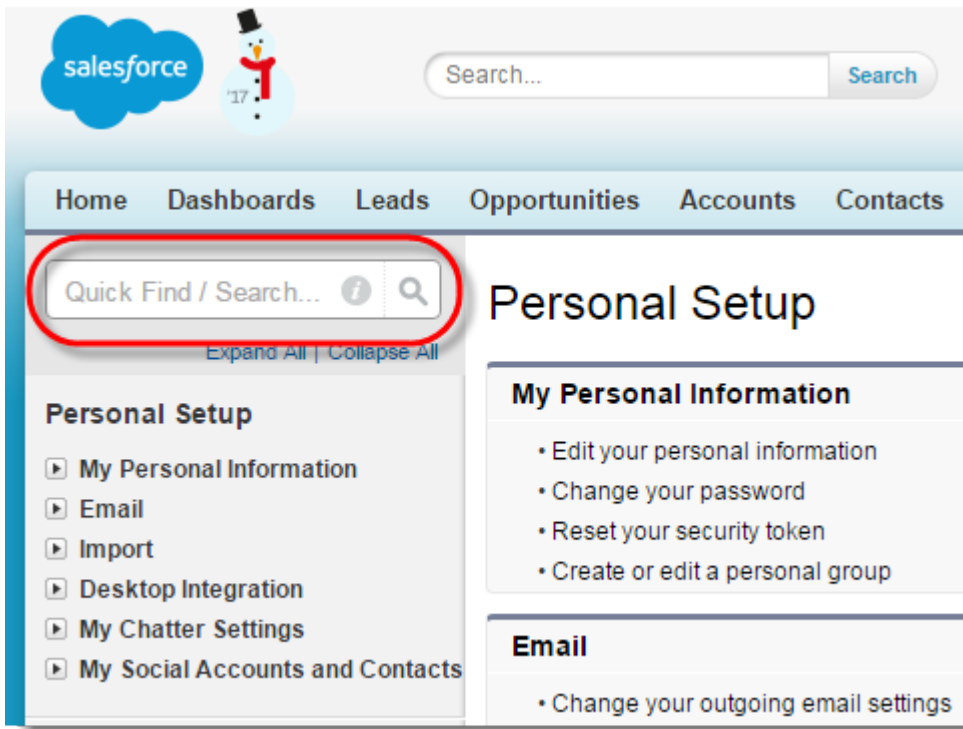 salesforce
'17
Search...
Search
Home Dashboards Leads Opportunities Accounts Contacts
Quick Find / Search...
Expand All | Collapse All
Personal Setup
My Personal Information
Email
Import
Desktop Integration
My Chatter Settings
My Social Accounts and Contacts
Personal Setup
My Personal Information
• Edit your personal information
• Change your password
• Reset your security token
• Create or edit a personal group
Email
• Change your outgoing email settings